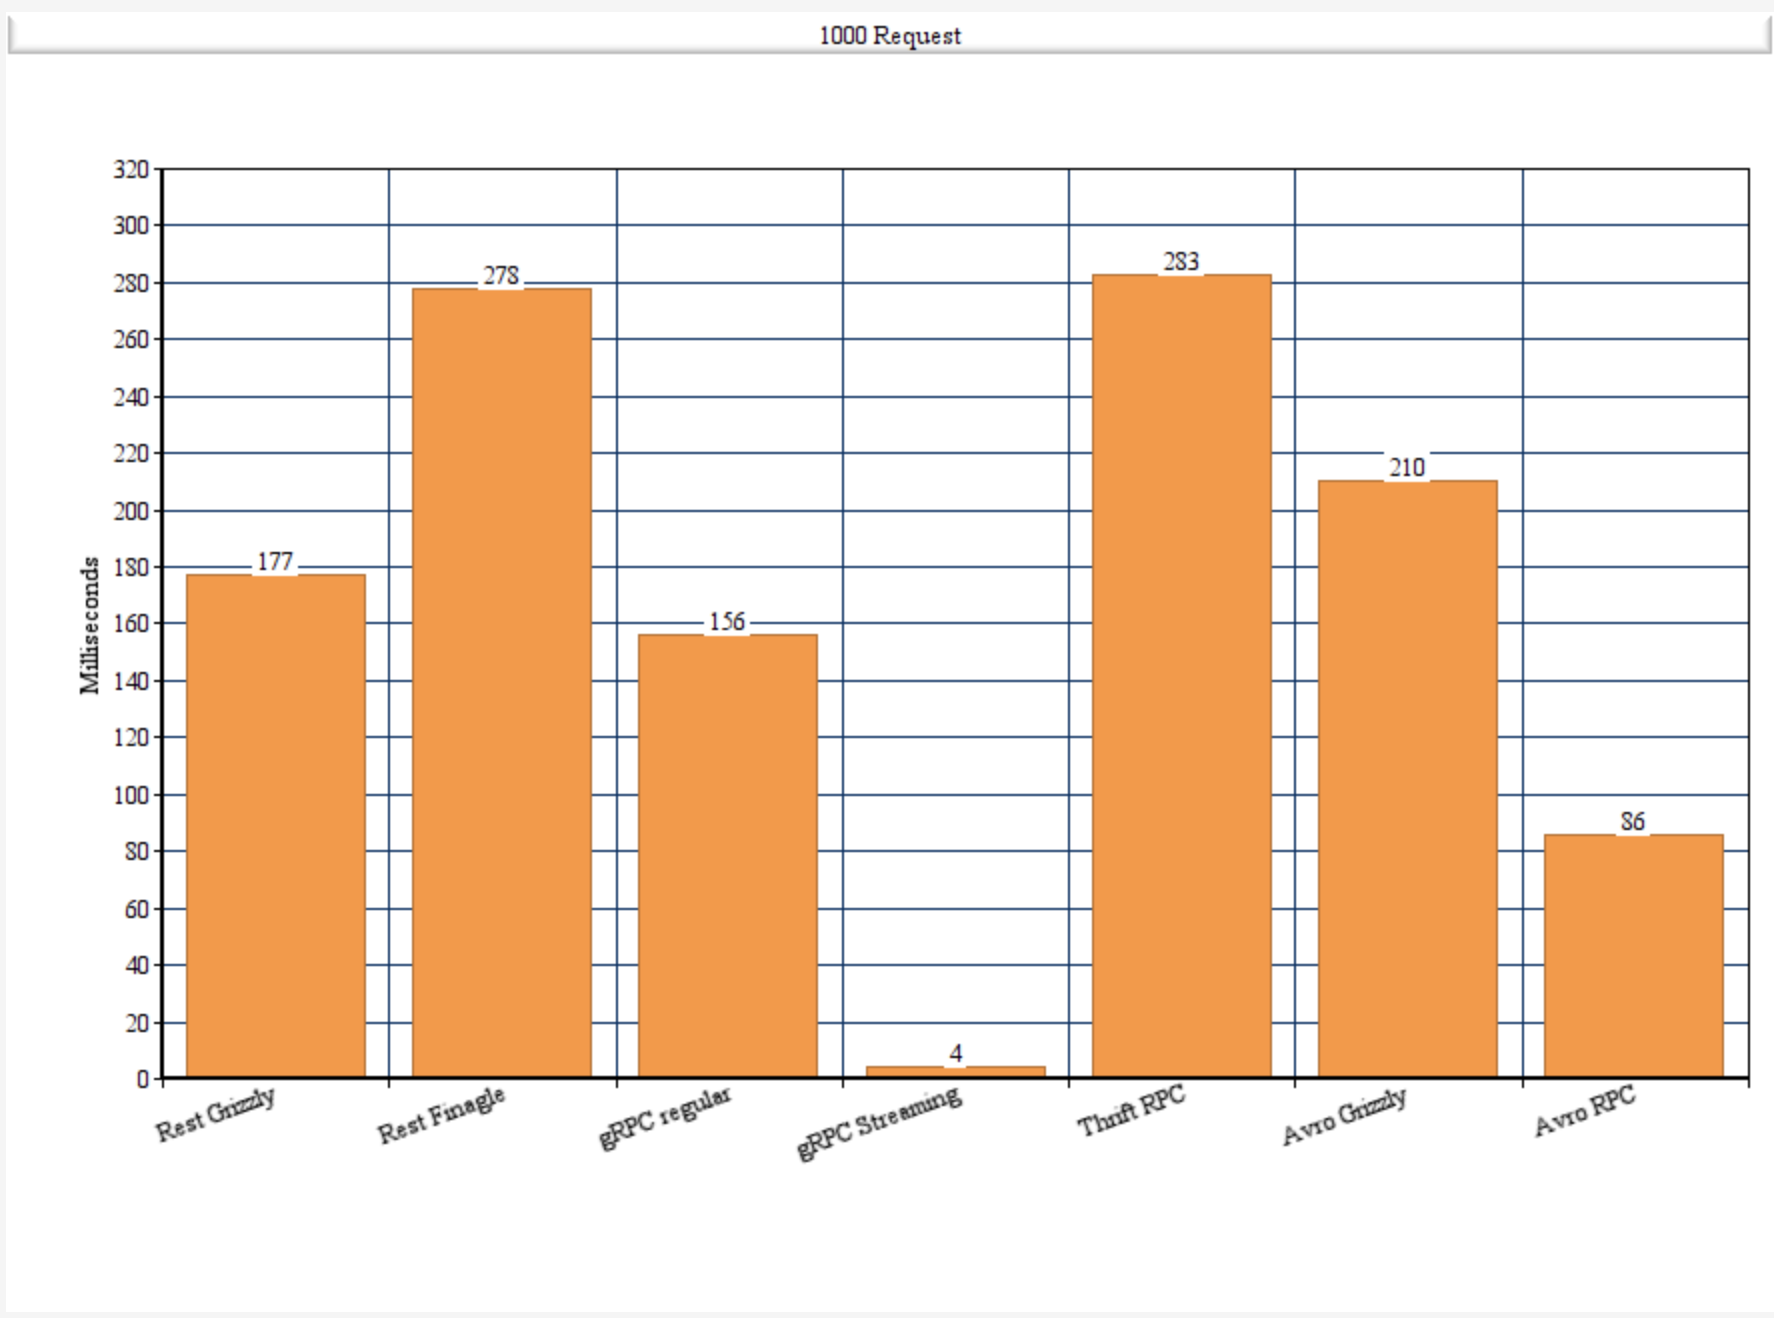 1000 Request
Milliseconds
320
300
280
260
240
220
200
180
160
140
120
100
80
60
40
20
0
177
278
156
4
283
210
86
Rest Grizzly
Rest Finagle
gRPC regular
gRPC Streaming
Thrift RPC
Avro Grizzly
Avro RPC